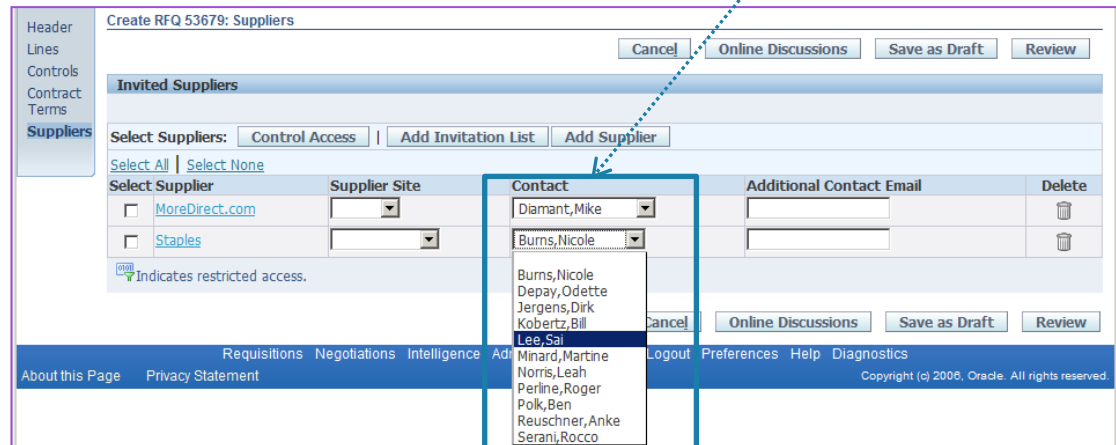 Header
Lines
Controls
Contract
Terms
Suppliers
Create RFQ 53679: Suppliers
Cancel Online Discussions Save as Draft Review
Invited Suppliers
Select Suppliers: Control Access | Add Invitation List Add Supplier
Select All | Select None
Select Supplier Supplier Site Contact Additional Contact Email Delete
MoreDirect.com Diamant,Mike
Staples Burns,Nicole
Indicates restricted access.
Burns,Nicole
Depay,Odette
Jergens,Dirk
Kobertz,Bill
Lee,Sai
Minard,Martine
Norris,Leah
Perline,Roger
Polk,Ben
Reuschner,Anke
Serani,Rocco
Cancel Online Discussions Save as Draft Review
Requisitions Negotiations Intelligence Logout Preferences Help Diagnostics
About this Page Privacy Statement Copyright (c) 2006, Oracle. All rights reserved.